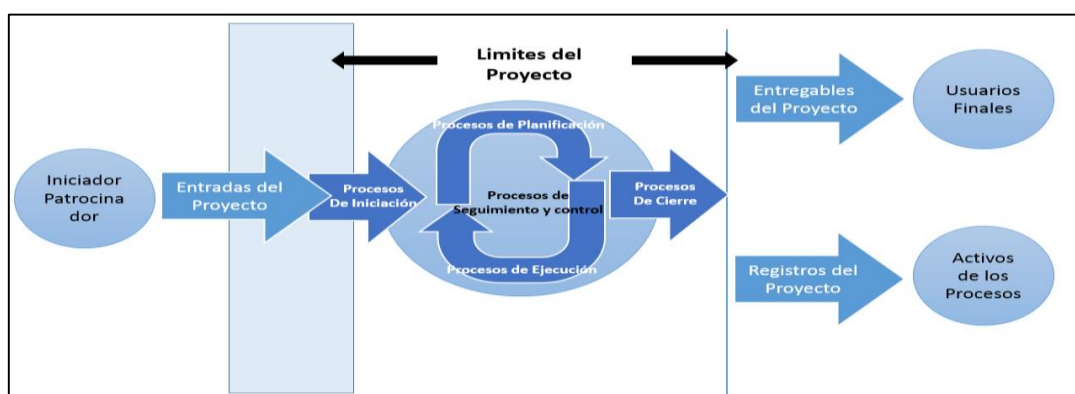 Limites del
Proyecto
Iniciador
Patrocina
dor
Entradas del
Proyecto
Procesos
De Iniciación
Procesos de Planificación
Procesos de
Seguimiento y control
Procesos de Ejecución
Procesos
De Cierre
Entregables
del Proyecto
Usuarios
Finales
Registros del
Proyecto
Activos
de los
Procesos